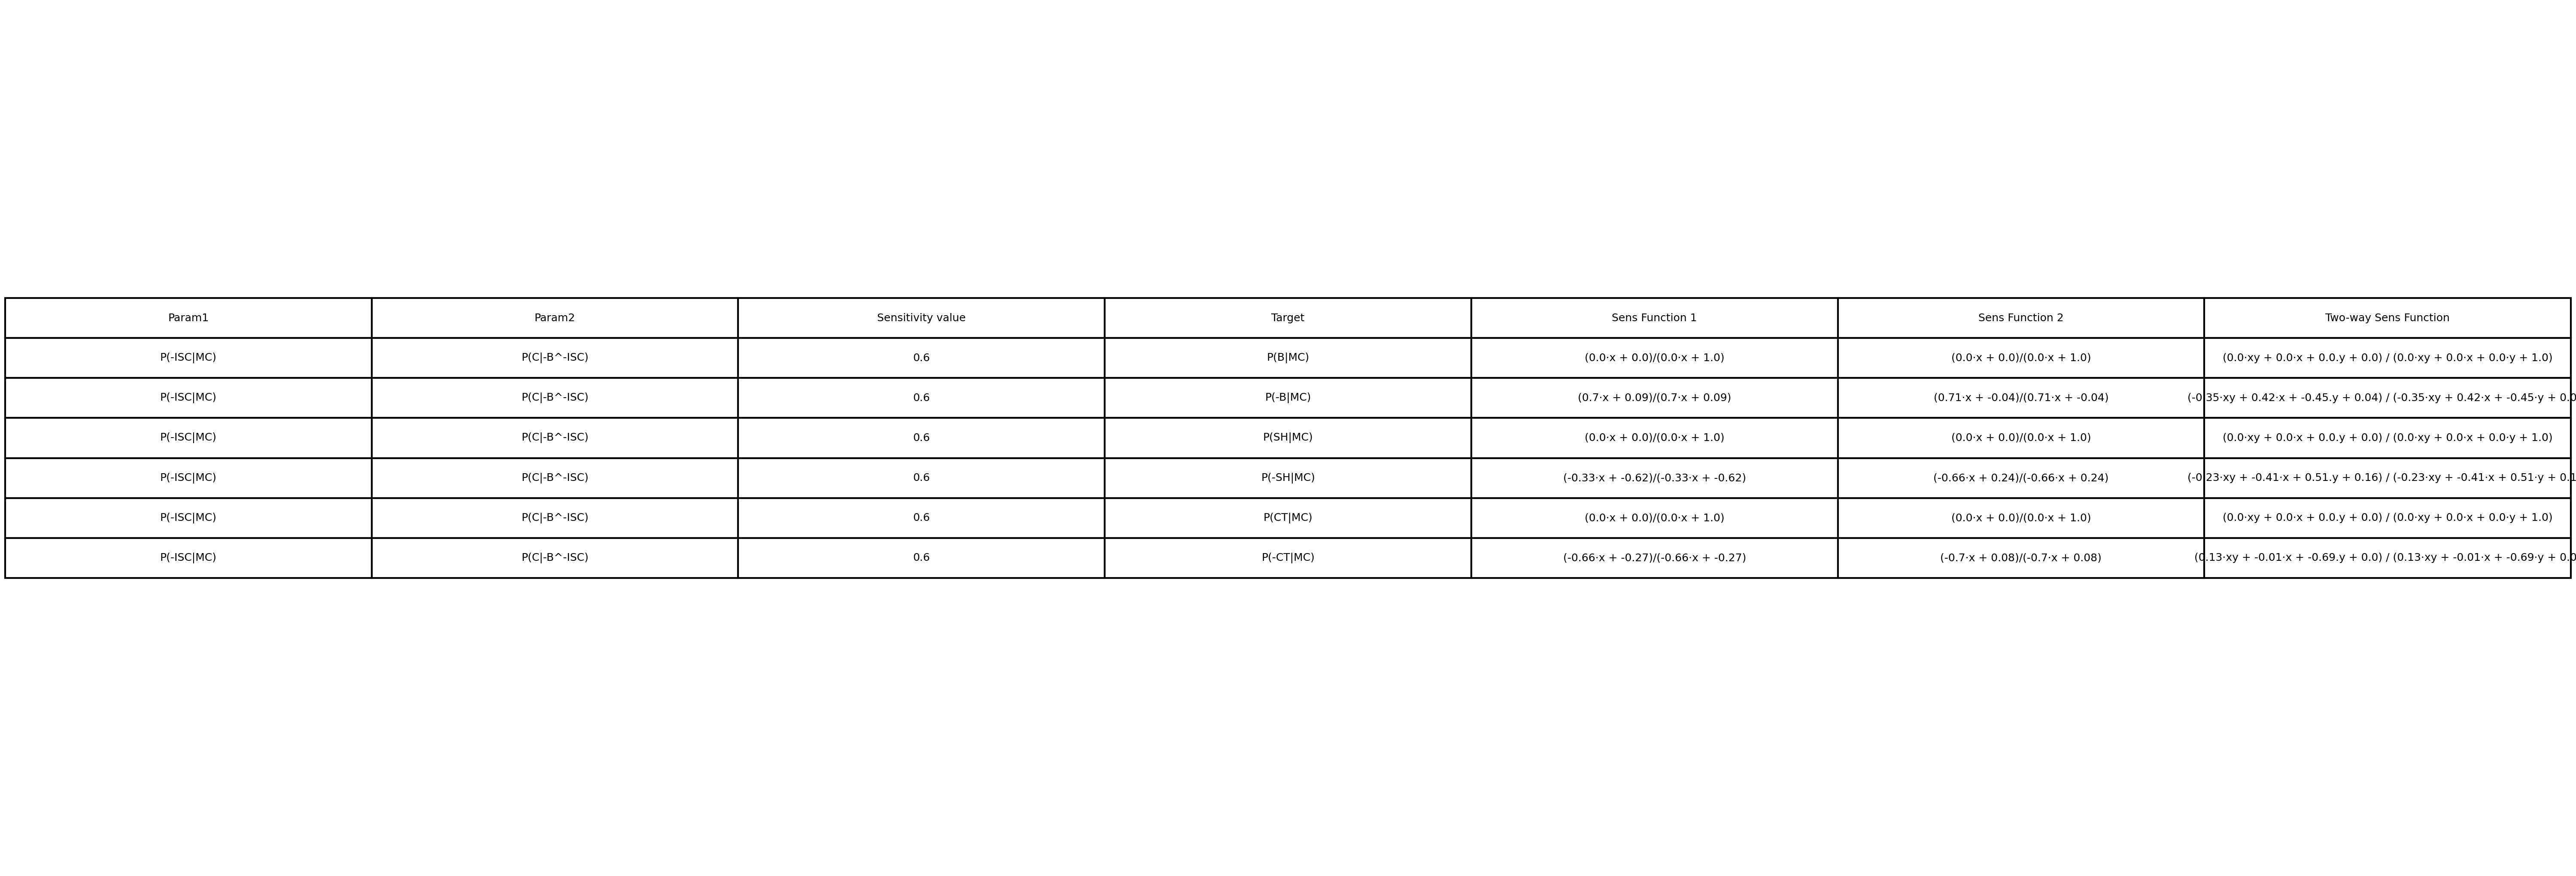 Param1 Param2 Sensitivity value Target Sens Function 1 Sens Function 2 Two-way Sens Function
P(-ISC|MC) P(C|-B^-ISC) 0.6 P(B|MC) (0.0·x + 0.0)/(0.0·x + 1.0) (0.0·x + 0.0)/(0.0·x + 1.0) (0.0·xy + 0.0·x + 0.0.y + 0.0) / (0.0·xy + 0.0·x + 0.0·y + 1.0)
P(-ISC|MC) P(C|-B^-ISC) 0.6 P(-B|MC) (0.7·x + 0.09)/(0.7·x + 0.09) (0.71·x + -0.04)/(0.71·x + -0.04) (-0.35·xy + 0.42·x + -0.45.y + 0.04) / (-0.35·xy + 0.42·x + -0.45·y + 0.0
P(-ISC|MC) P(C|-B^-ISC) 0.6 P(SH|MC) (0.0·x + 0.0)/(0.0·x + 1.0) (0.0·x + 0.0)/(0.0·x + 1.0) (0.0·xy + 0.0·x + 0.0.y + 0.0) / (0.0·xy + 0.0·x + 0.0·y + 1.0)
P(-ISC|MC) P(C|-B^-ISC) 0.6 P(-SH|MC) (-0.33·x + -0.62)/(-0.33·x + -0.62) (-0.66·x + 0.24)/(-0.66·x + 0.24) (-0.23·xy + -0.41·x + 0.51.y + 0.16) / (-0.23·xy + -0.41·x + 0.51·y + 0.1
P(-ISC|MC) P(C|-B^-ISC) 0.6 P(CT|MC) (0.0·x + 0.0)/(0.0·x + 1.0) (0.0·x + 0.0)/(0.0·x + 1.0) (0.0·xy + 0.0·x + 0.0.y + 0.0) / (0.0·xy + 0.0·x + 0.0·y + 1.0)
P(-ISC|MC) P(C|-B^-ISC) 0.6 P(-CT|MC) (-0.66·x + -0.27)/(-0.66·x + -0.27) (-0.7·x + 0.08)/(-0.7·x + 0.08) (0.13·xy + -0.01·x + -0.69.y + 0.0) / (0.13·xy + -0.01·x + -0.69·y + 0.0